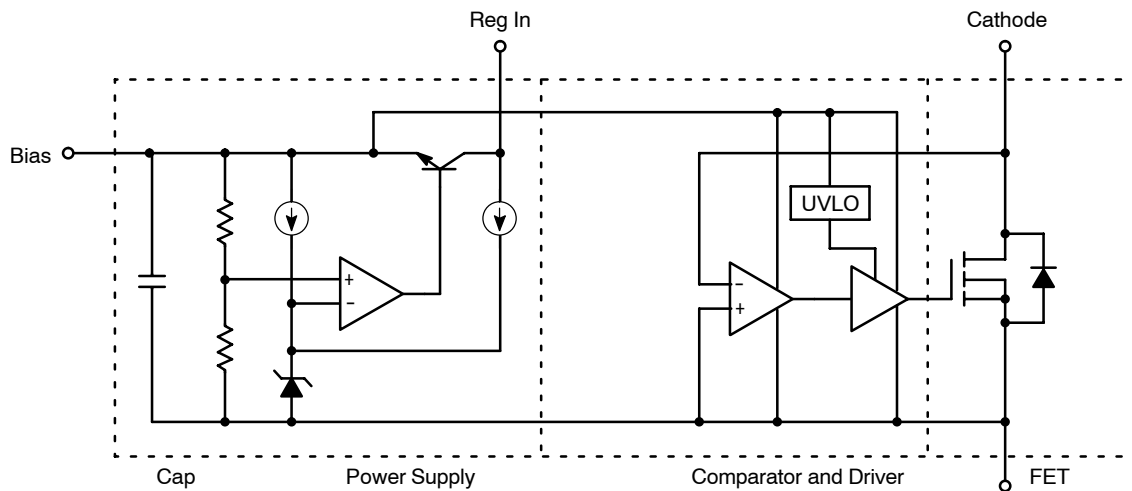 Reg In
Cathode
Bias
UVLO
+
−
−
+
Cap
Power Supply
Comparator and Driver
FET